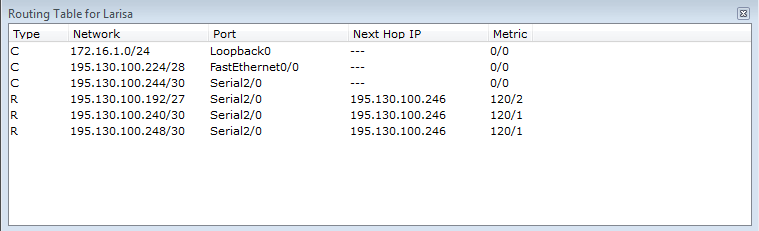 Routing Table for Larisa
Type Network Port Next Hop IP Metric
C 172.16.1.0/24 Loopback0 --- 0/0
C 195.130.100.224/28 FastEthernet0/0 --- 0/0
C 195.130.100.244/30 Serial2/0 --- 0/0
R 195.130.100.192/27 Serial2/0 195.130.100.246 120/2
R 195.130.100.240/30 Serial2/0 195.130.100.246 120/1
R 195.130.100.248/30 Serial2/0 195.130.100.246 120/1